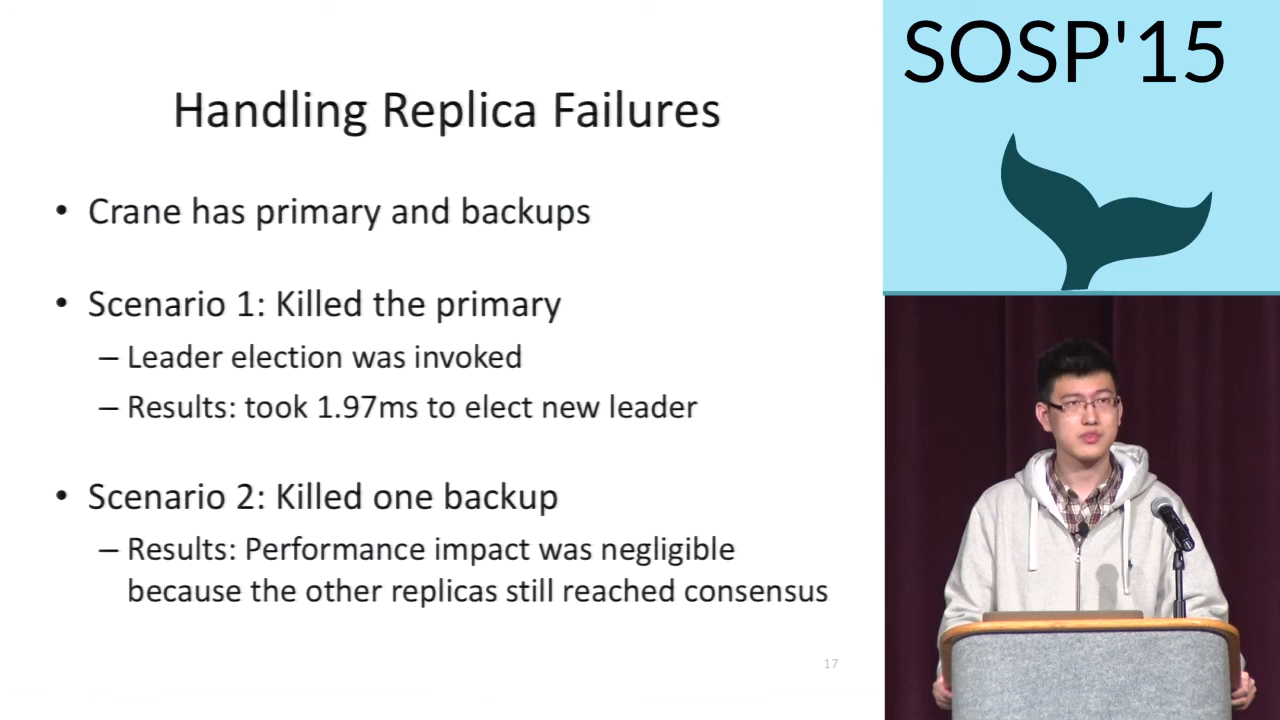 Handling Replica Failures
• Crane has primary and backups
• Scenario 1: Killed the primary
– Leader election was invoked
– Results: took 1.97ms to elect new leader
• Scenario 2: Killed one backup
– Results: Performance impact was negligible
because the other replicas still reached consensus
17
SOSP'15